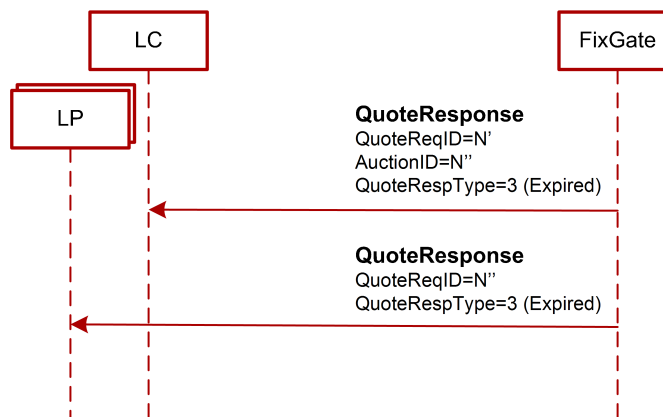 LC
FixGate
LP
QuoteResponse
QuoteReqID=N'
AuctionID=N''
QuoteRespType=3 (Expired)
QuoteResponse
QuoteReqID=N''
QuoteRespType=3 (Expired)